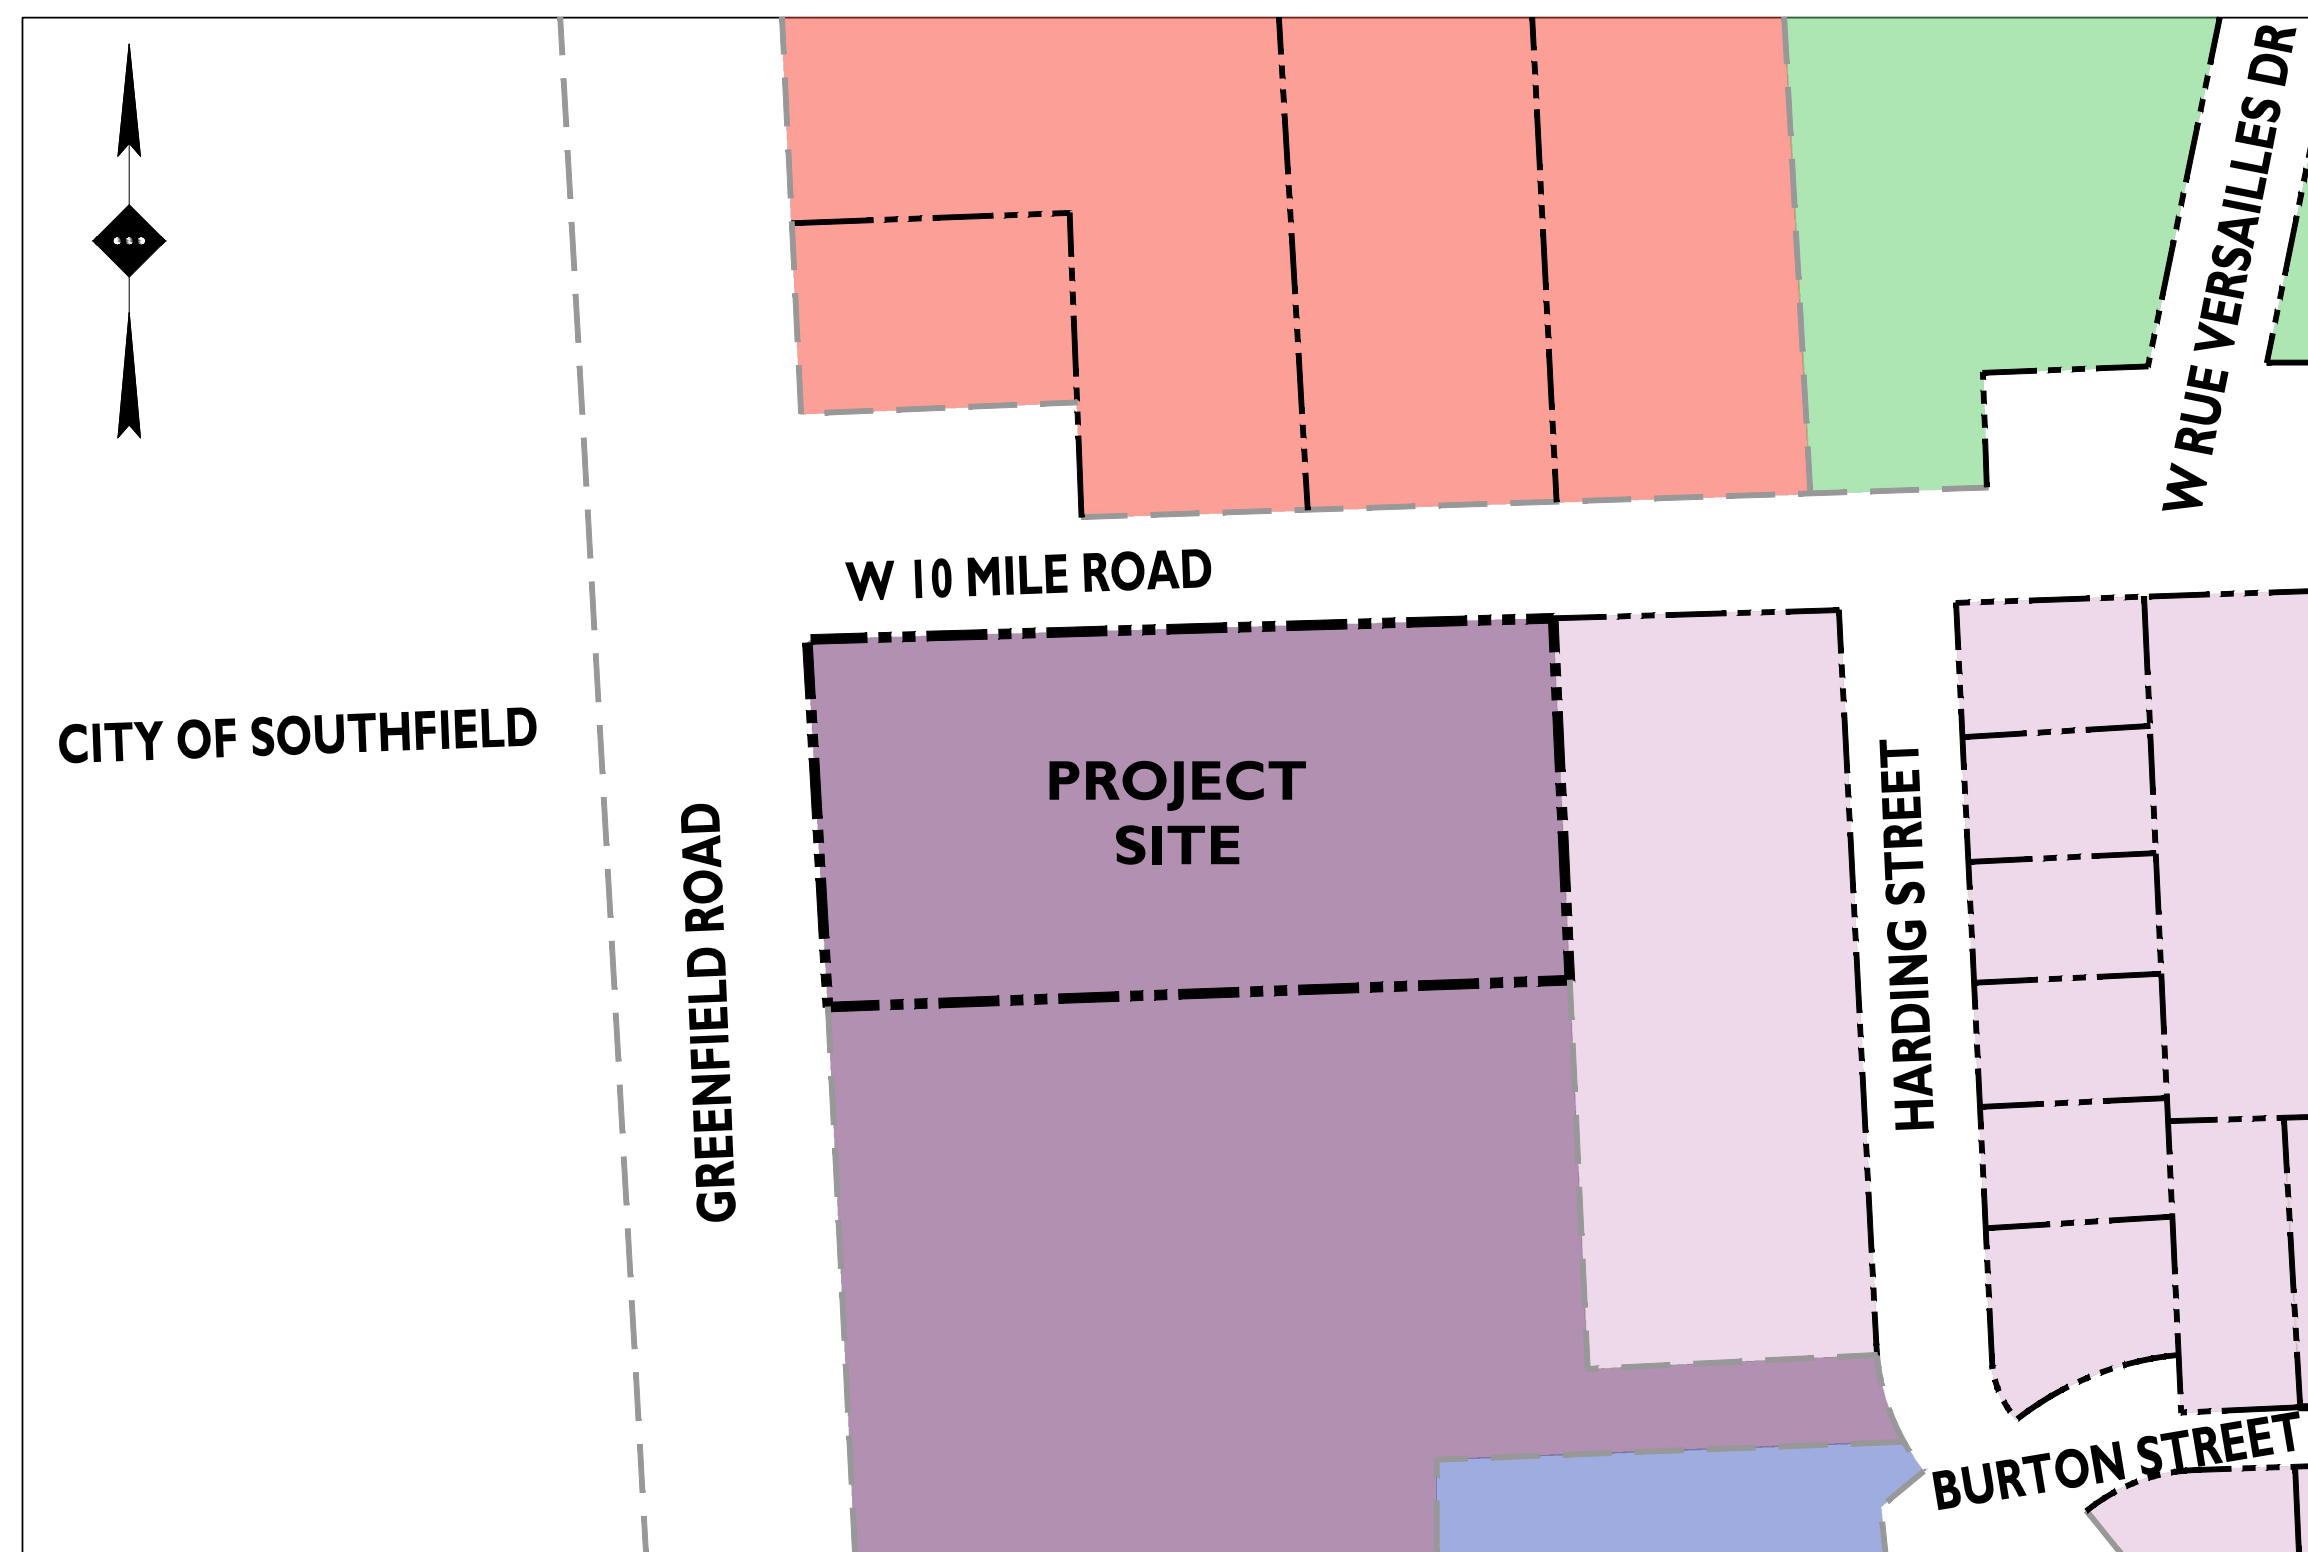 W RUE VERSAILLES DR
W 10 MILE ROAD
CITY OF SOUTHFIELD
PROJECT
SITE
GREENFIELD ROAD
HARDING STREET
BURTON STREET